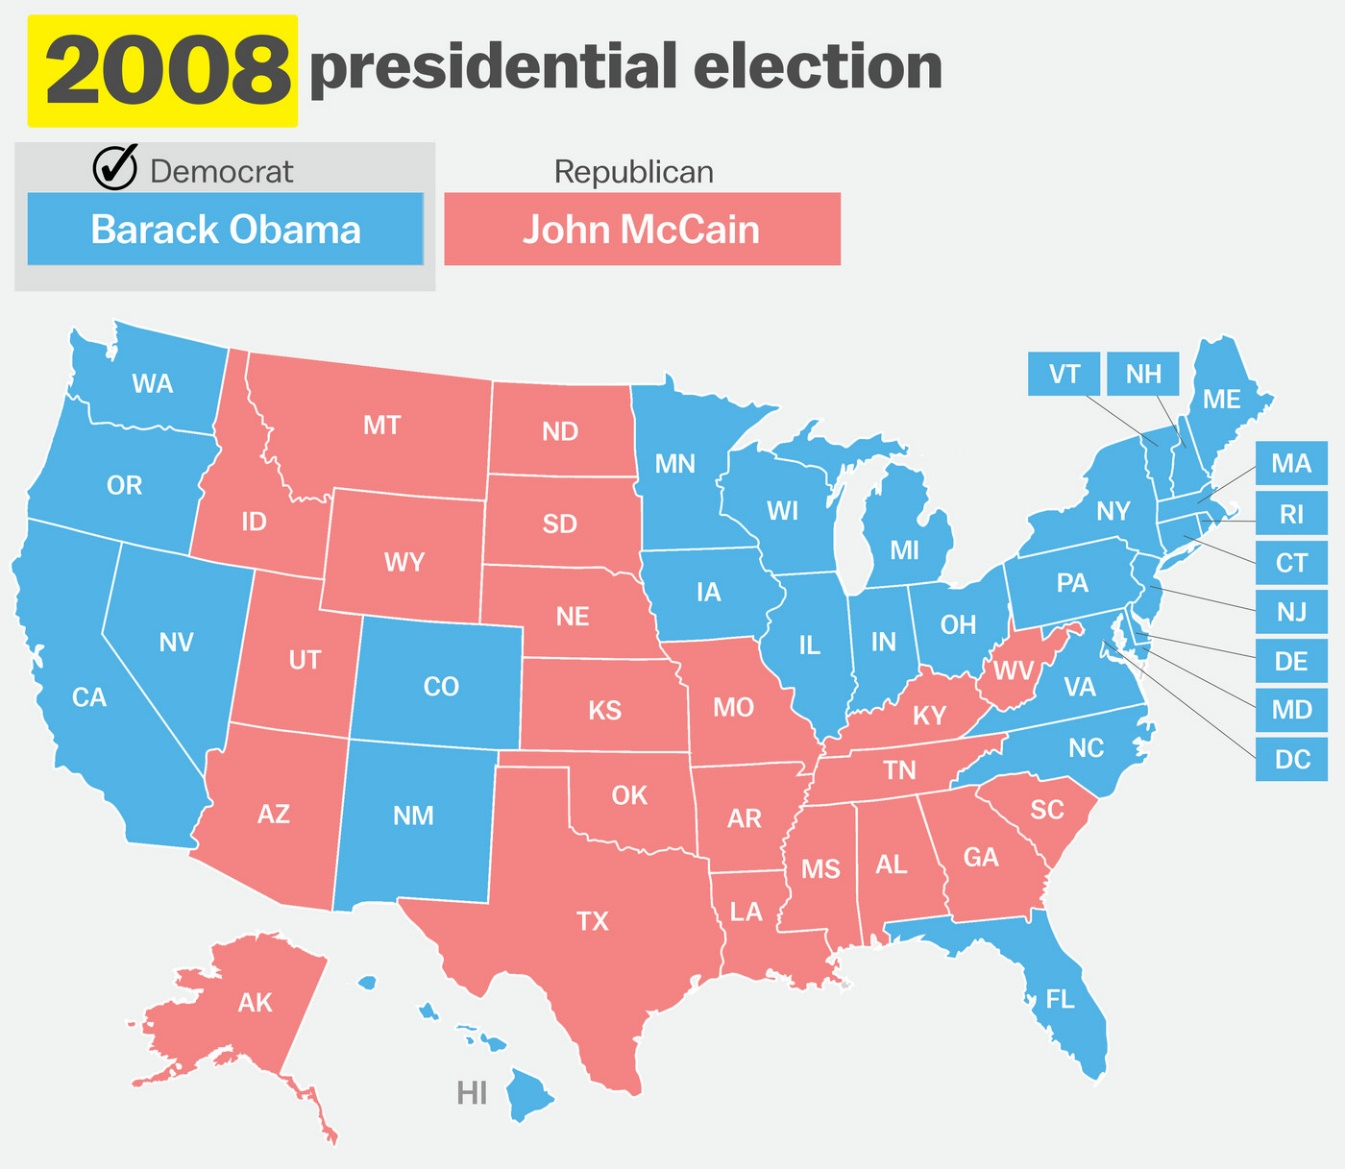 2008 presidential election
Democrat Republican
Barack Obama John McCain
VT NH
WA
ME
MT
ND
MN
MA
OR
WI
NY
RI
ID
SD
MI
CT
WY
PA
IA
NJ
NE
OH
NV
IL
IN
DE
UT
WV
CO
VA
CA
KS
MO
KY
MD
NC
DC
TN
OK
AZ
NM
AR
SC
MS
AL
GA
LA
TX
FL
AK
HI